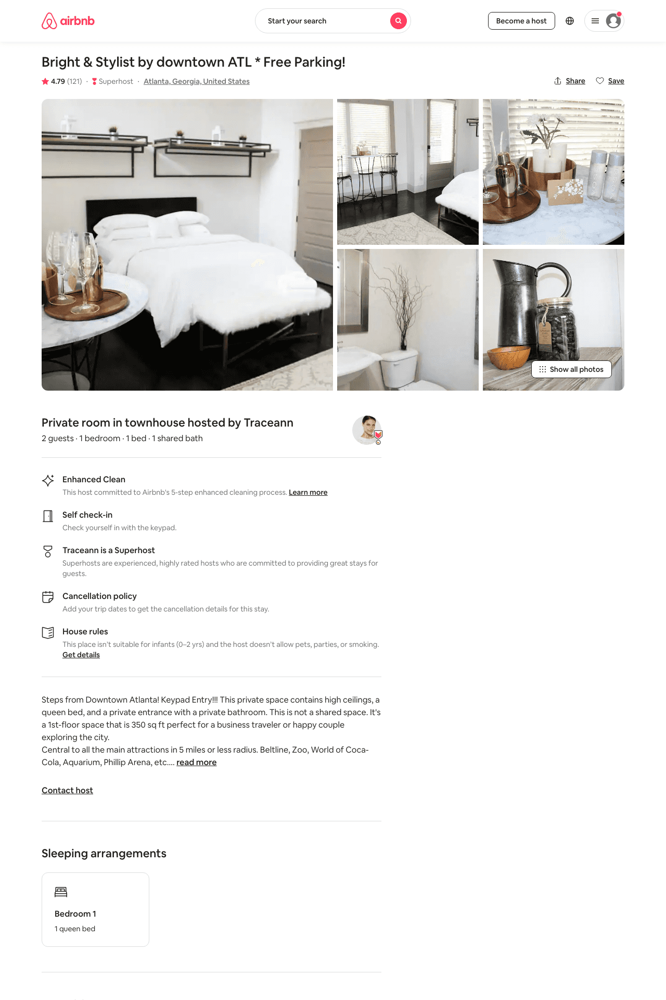 airbnb
Start your search
Become a host
Bright & Stylist by downtown ATL * Free Parking!
4.79 (121) · Superhost · Atlanta, Georgia, United States
Share
Save
Show all photos
Private room in townhouse hosted by Traceann
2 guests · 1 bedroom · 1 bed · 1 shared bath
Enhanced Clean
This host committed to Airbnb's 5-step enhanced cleaning process. Learn more
Self check-in
Check yourself in with the keypad.
Traceann is a Superhost
Superhosts are experienced, highly rated hosts who are committed to providing great stays for
guests.
Cancellation policy
Add your trip dates to get the cancellation details for this stay.
House rules
This place isn’t suitable for infants (0–2 yrs) and the host doesn’t allow pets, parties, or smoking.
Get details
Steps from Downtown Atlanta! Keypad Entry!!! This private space contains high ceilings, a
queen bed, and a private entrance with a private bathroom. This is not a shared space. It's
a 1st-floor space that is 350 sq ft perfect for a business traveler or happy couple
exploring the city.
Central to all the main attractions in 5 miles or less radius. Beltline, Zoo, World of Coca-
Cola, Aquarium, Phillip Arena, etc.... read more
Contact host
Sleeping arrangements
Bedroom 1
1 queen bed